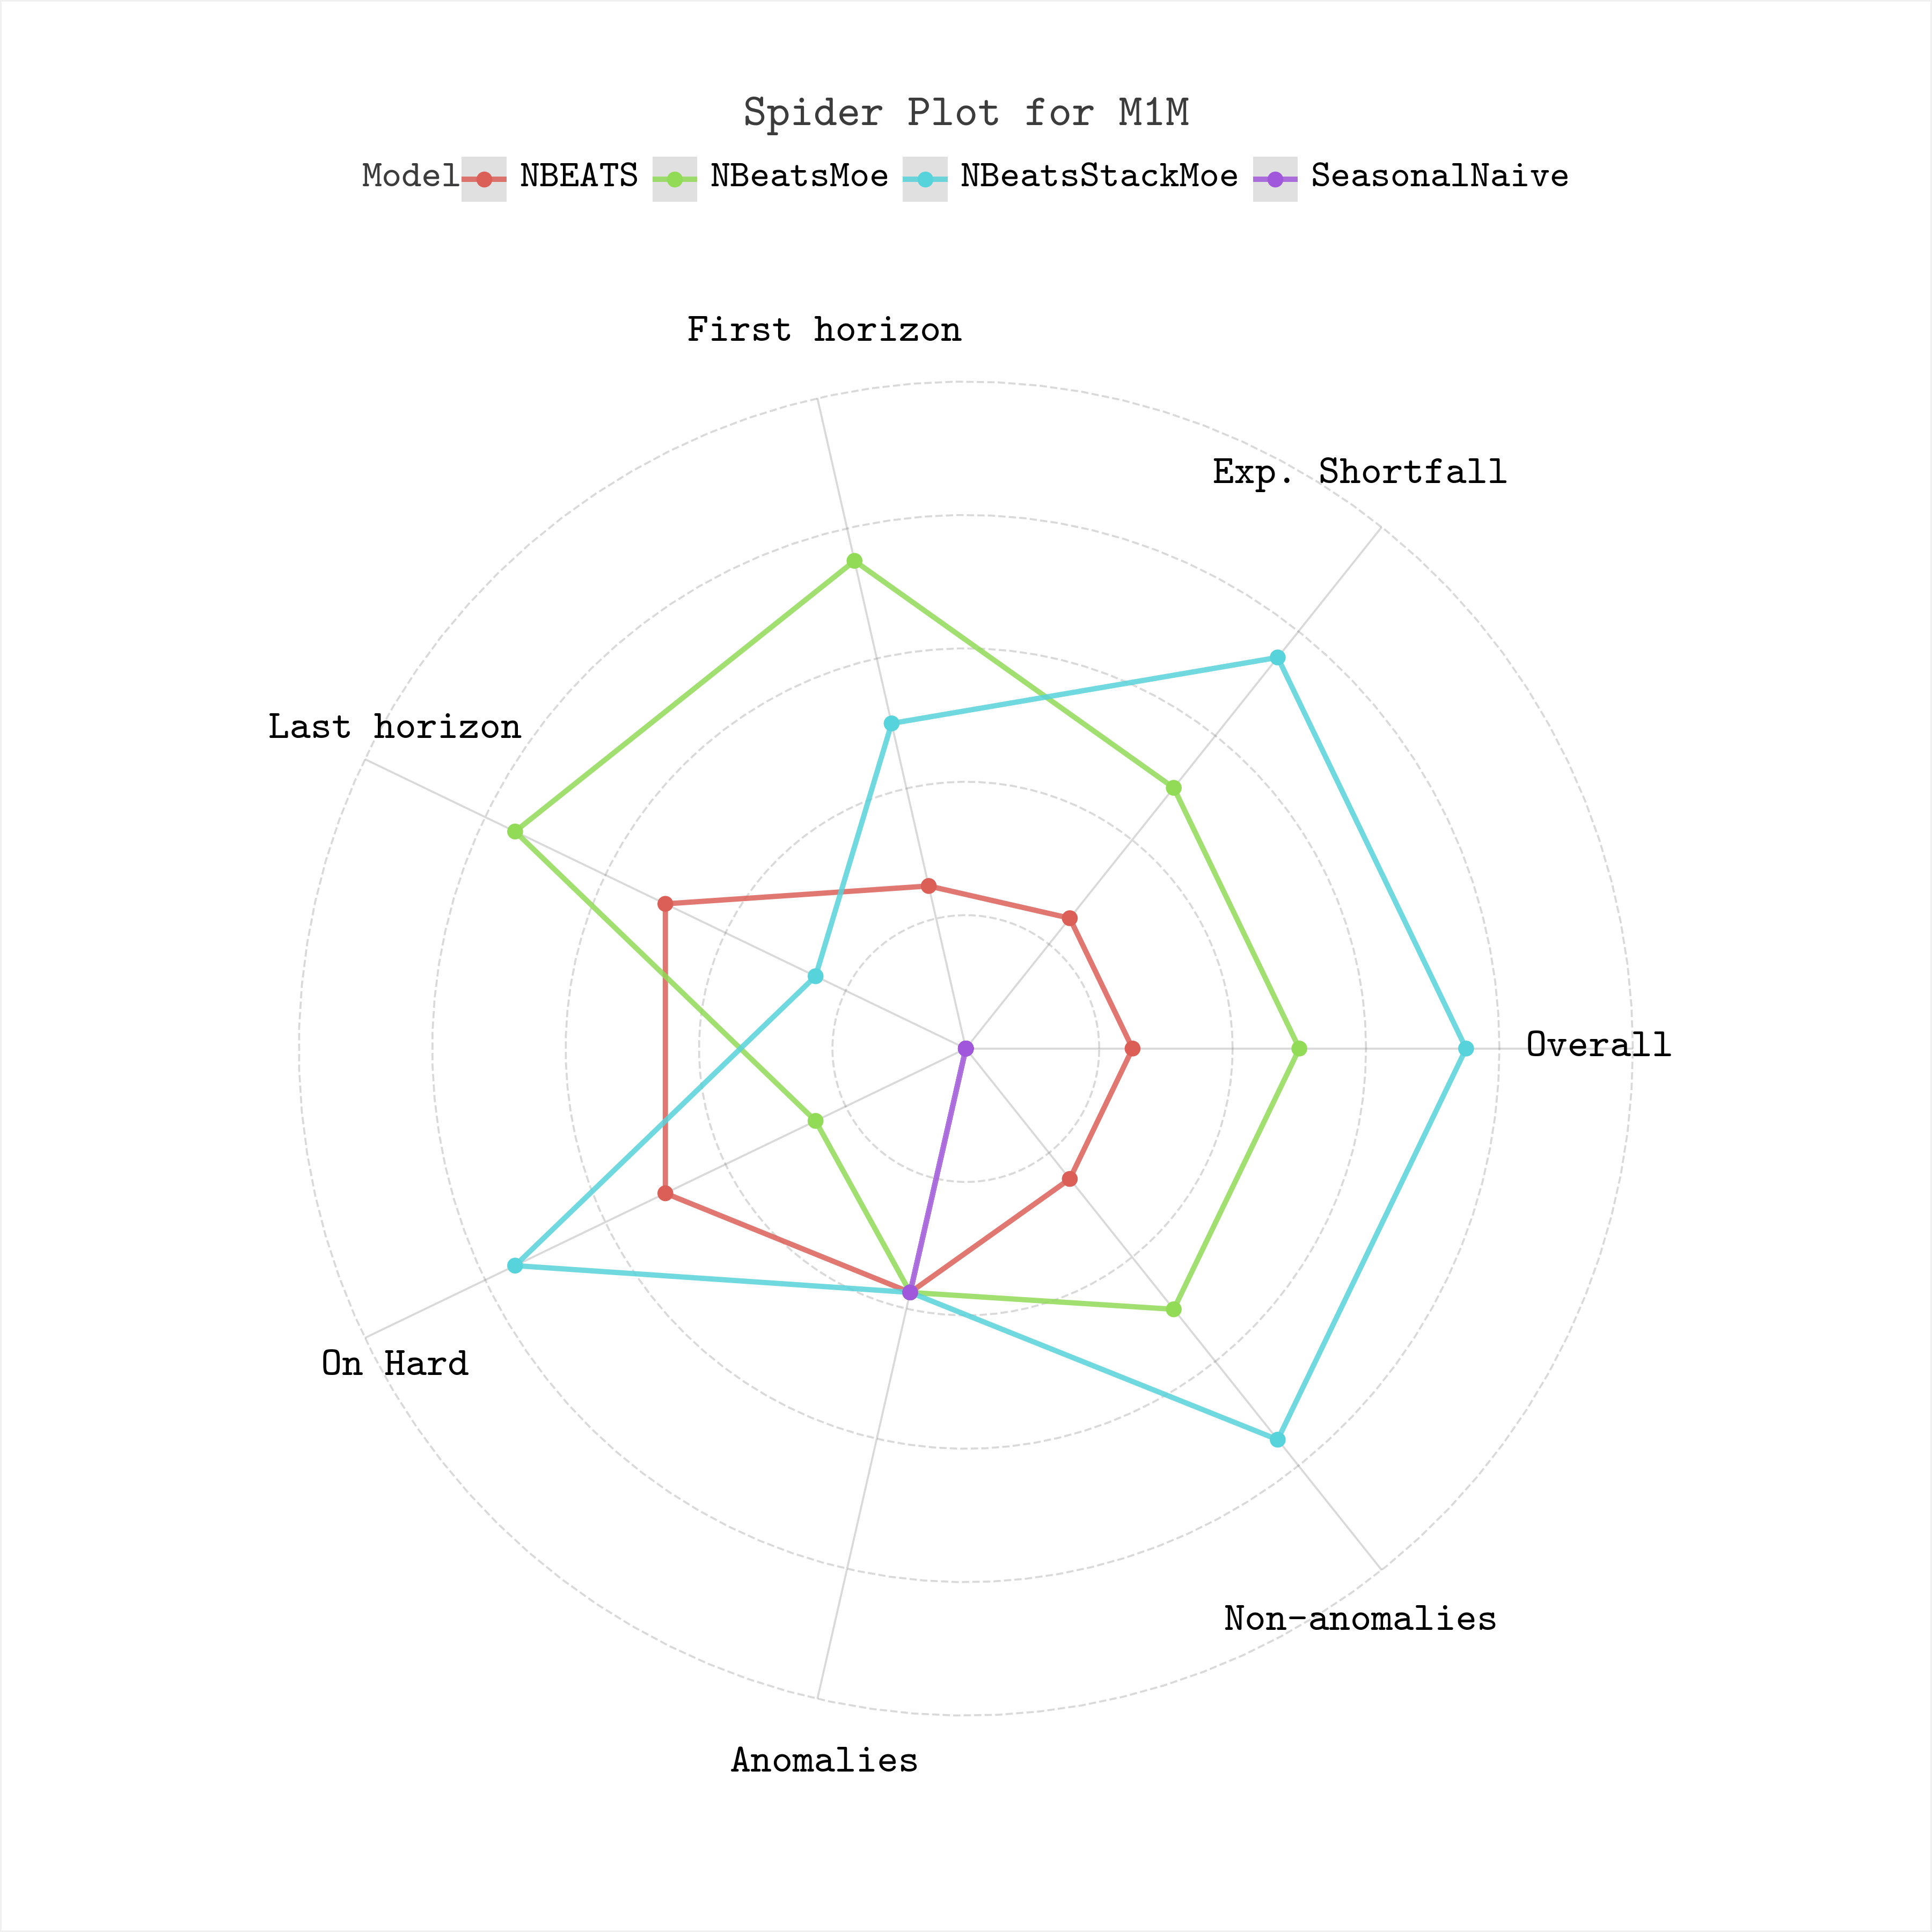 Spider Plot for M1M
Model NBEATS NBeatsMoe NBeatsStackMoe SeasonalNaive
First horizon
Exp. Shortfall
Last horizon
Overall
On Hard
Non-anomalies
Anomalies